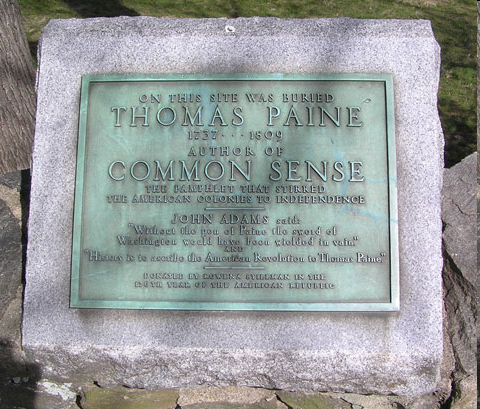 ON THIS SITE WAS BURIED
THOMAS PAINE
1737 · · · 1809
AUTHOR OF
COMMON SENSE
THE PAMPHLET THAT STIRRED
THE AMERICAN COLONIES TO INDEPENDENCE
JOHN ADAMS said:
"Without the pen of Paine the sword of
Washington would have been wielded in vain"
AND
"History is to ascribe the American Revolution to Thomas Paine"
DONATED BY ROWENA STILLMAN IN THE
YEAR OF THE AMERICAN REPUBLIC